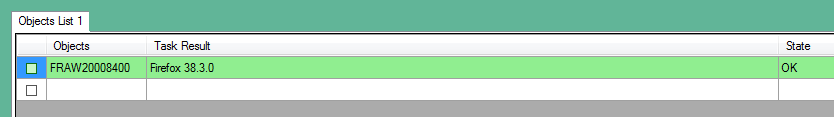 Objects List 1
Objects Task Result State
FRAW20008400 Firefox 38.3.0 OK